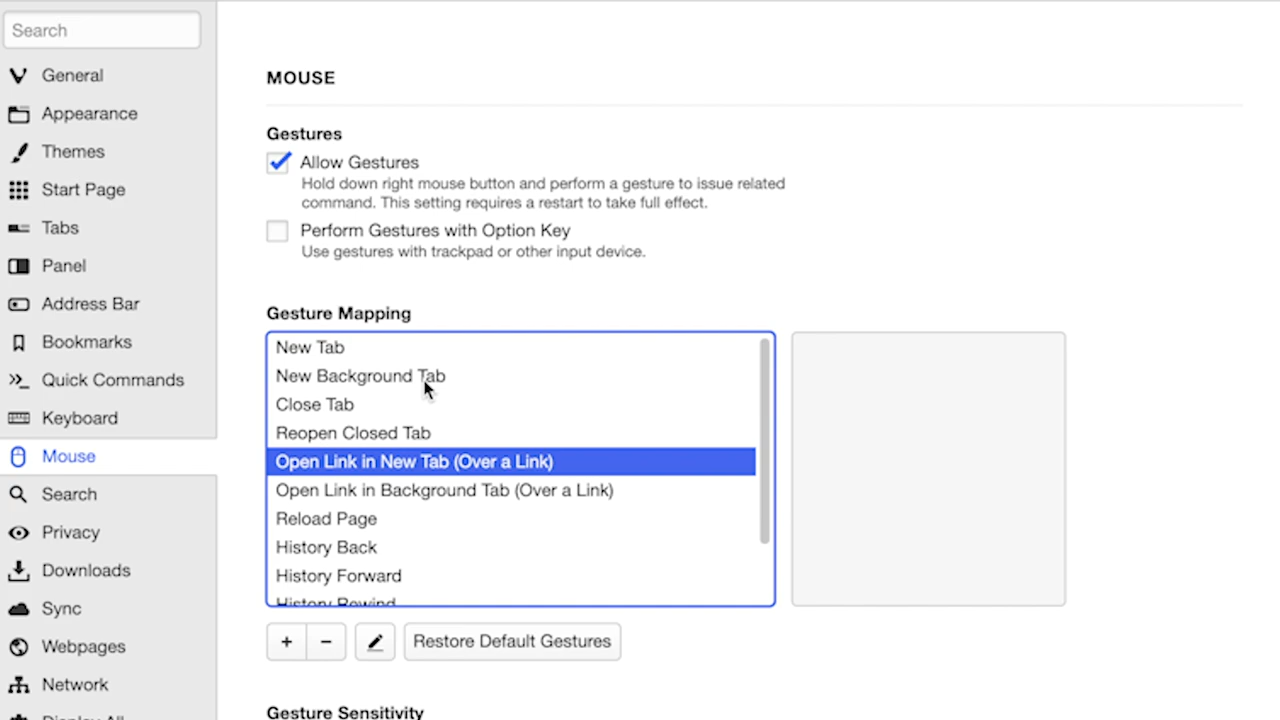 Search
General
Appearance
Themes
Start Page
Tabs
Panel
Address Bar
Bookmarks
Quick Commands
Keyboard
Mouse
Search
Privacy
Downloads
Sync
Webpages
Network
Display All
MOUSE
Gestures
Allow Gestures
Hold down right mouse button and perform a gesture to issue related
command. This setting requires a restart to take full effect.
Perform Gestures with Option Key
Use gestures with trackpad or other input device.
Gesture Mapping
New Tab
New Background Tab
Close Tab
Reopen Closed Tab
Open Link in New Tab (Over a Link)
Open Link in Background Tab (Over a Link)
Reload Page
History Back
History Forward
History Rewind
Restore Default Gestures
Gesture Sensitivity